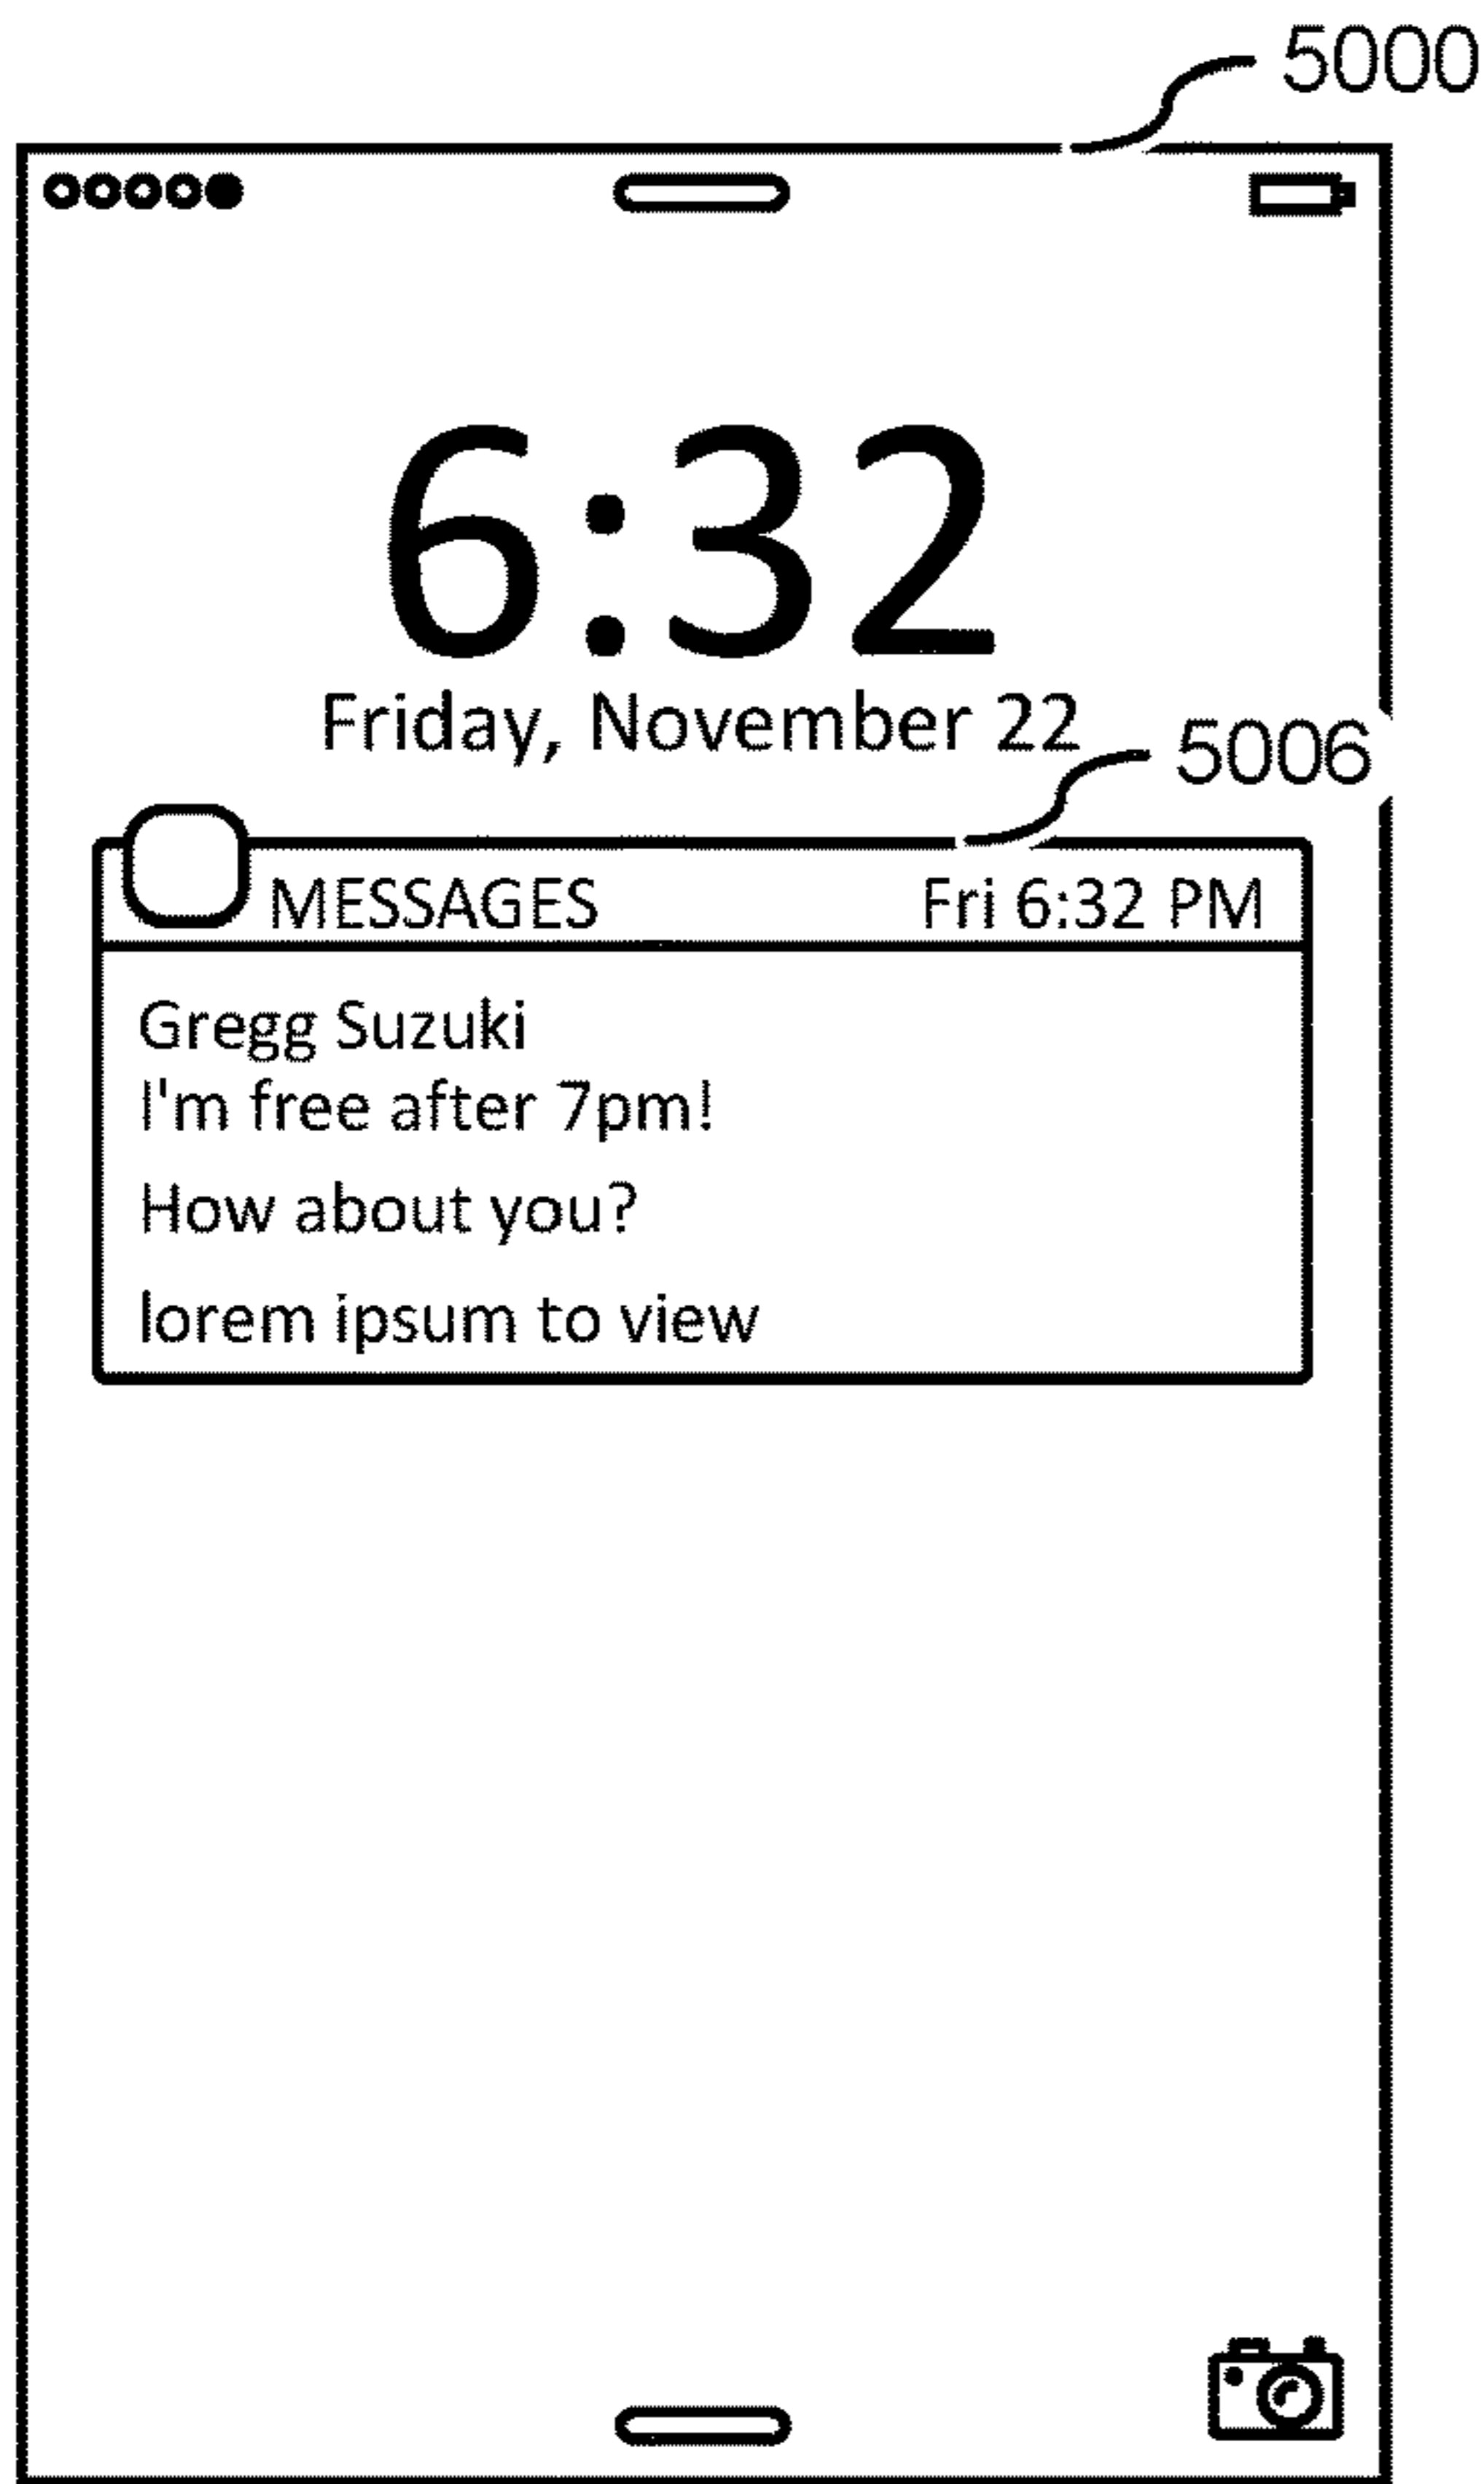 5000
6:32
Friday, November 22
5006
MESSAGES Fri 6:32 PM
Gregg Suzuki
I'm free after 7pm!
How about you?
lorem ipsum to view